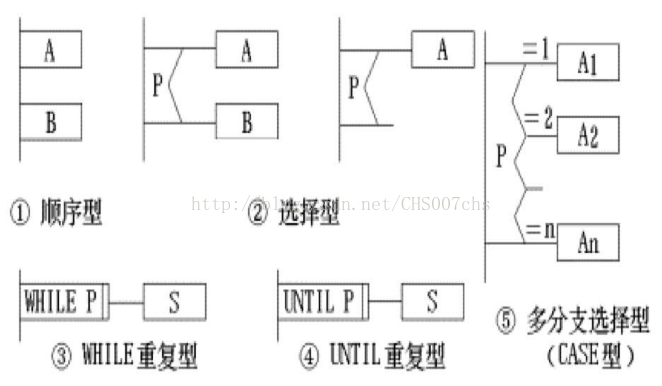 A
B
① 顺序型
P
A
B
P
A
② 选择型
=1
A1
=2
A2
P
=n
An
⑤ 多分支选择型
(CASE型)
WHILE P
S
③ WHILE重复型
UNTIL P
S
④ UNTIL重复型